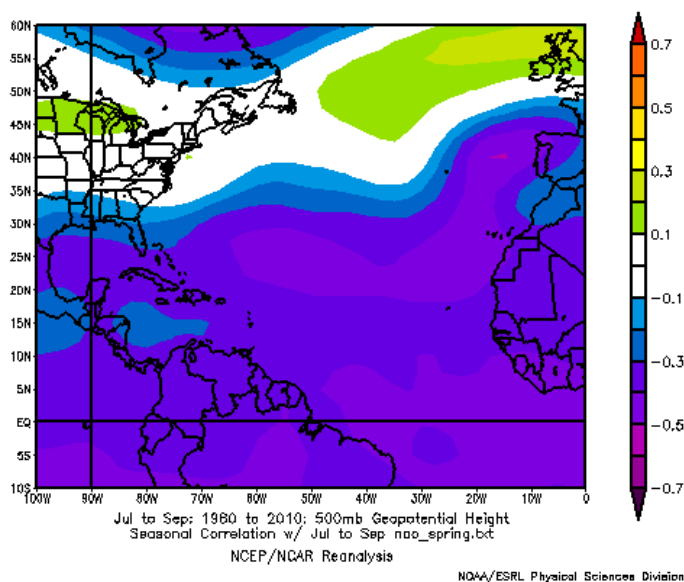 60N
55N
50N
45N
40N
35N
30N
25N
20N
15N
10N
5N
EQ
5S
10S
100W 90W 80W 70W 60W 50W 40W 30W 20W 10W 0
0.7
0.5
0.3
0.1
-0.1
-0.3
-0.5
-0.7
Jul to Sep: 1960 to 2010: 500mb Geopotential Height
Seasonal Correlation w/ Jul to Sep nao_spring.txt
NCEP/NCAR Reanalysis
NOAA/ESRL Physical Sciences Division